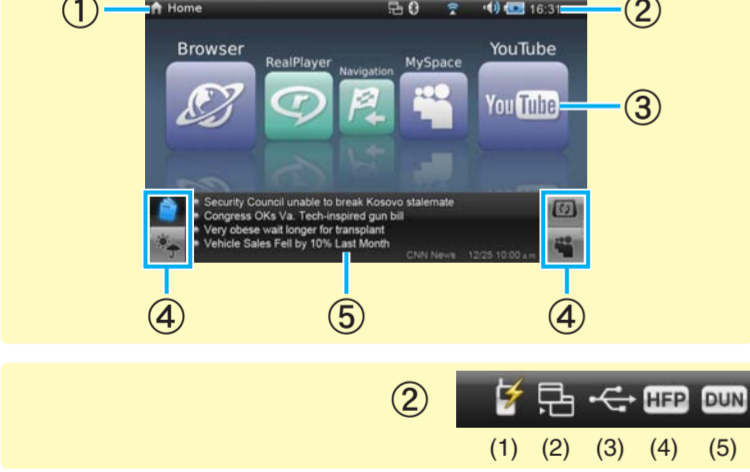 ① Home 16:31 ②
Browser RealPlayer Navigation MySpace YouTube
You Tube ③
Security Council unable to break Kosovo stalemate
Congress OKs Va. Tech-inspired gun bill
Very obese wait longer for transplant
Vehicle Sales Fell by 10% Last Month
CNN News 12/25 10:00 a.m.
④ ⑤ ④
② HFP DUN
(1) (2) (3) (4) (5)